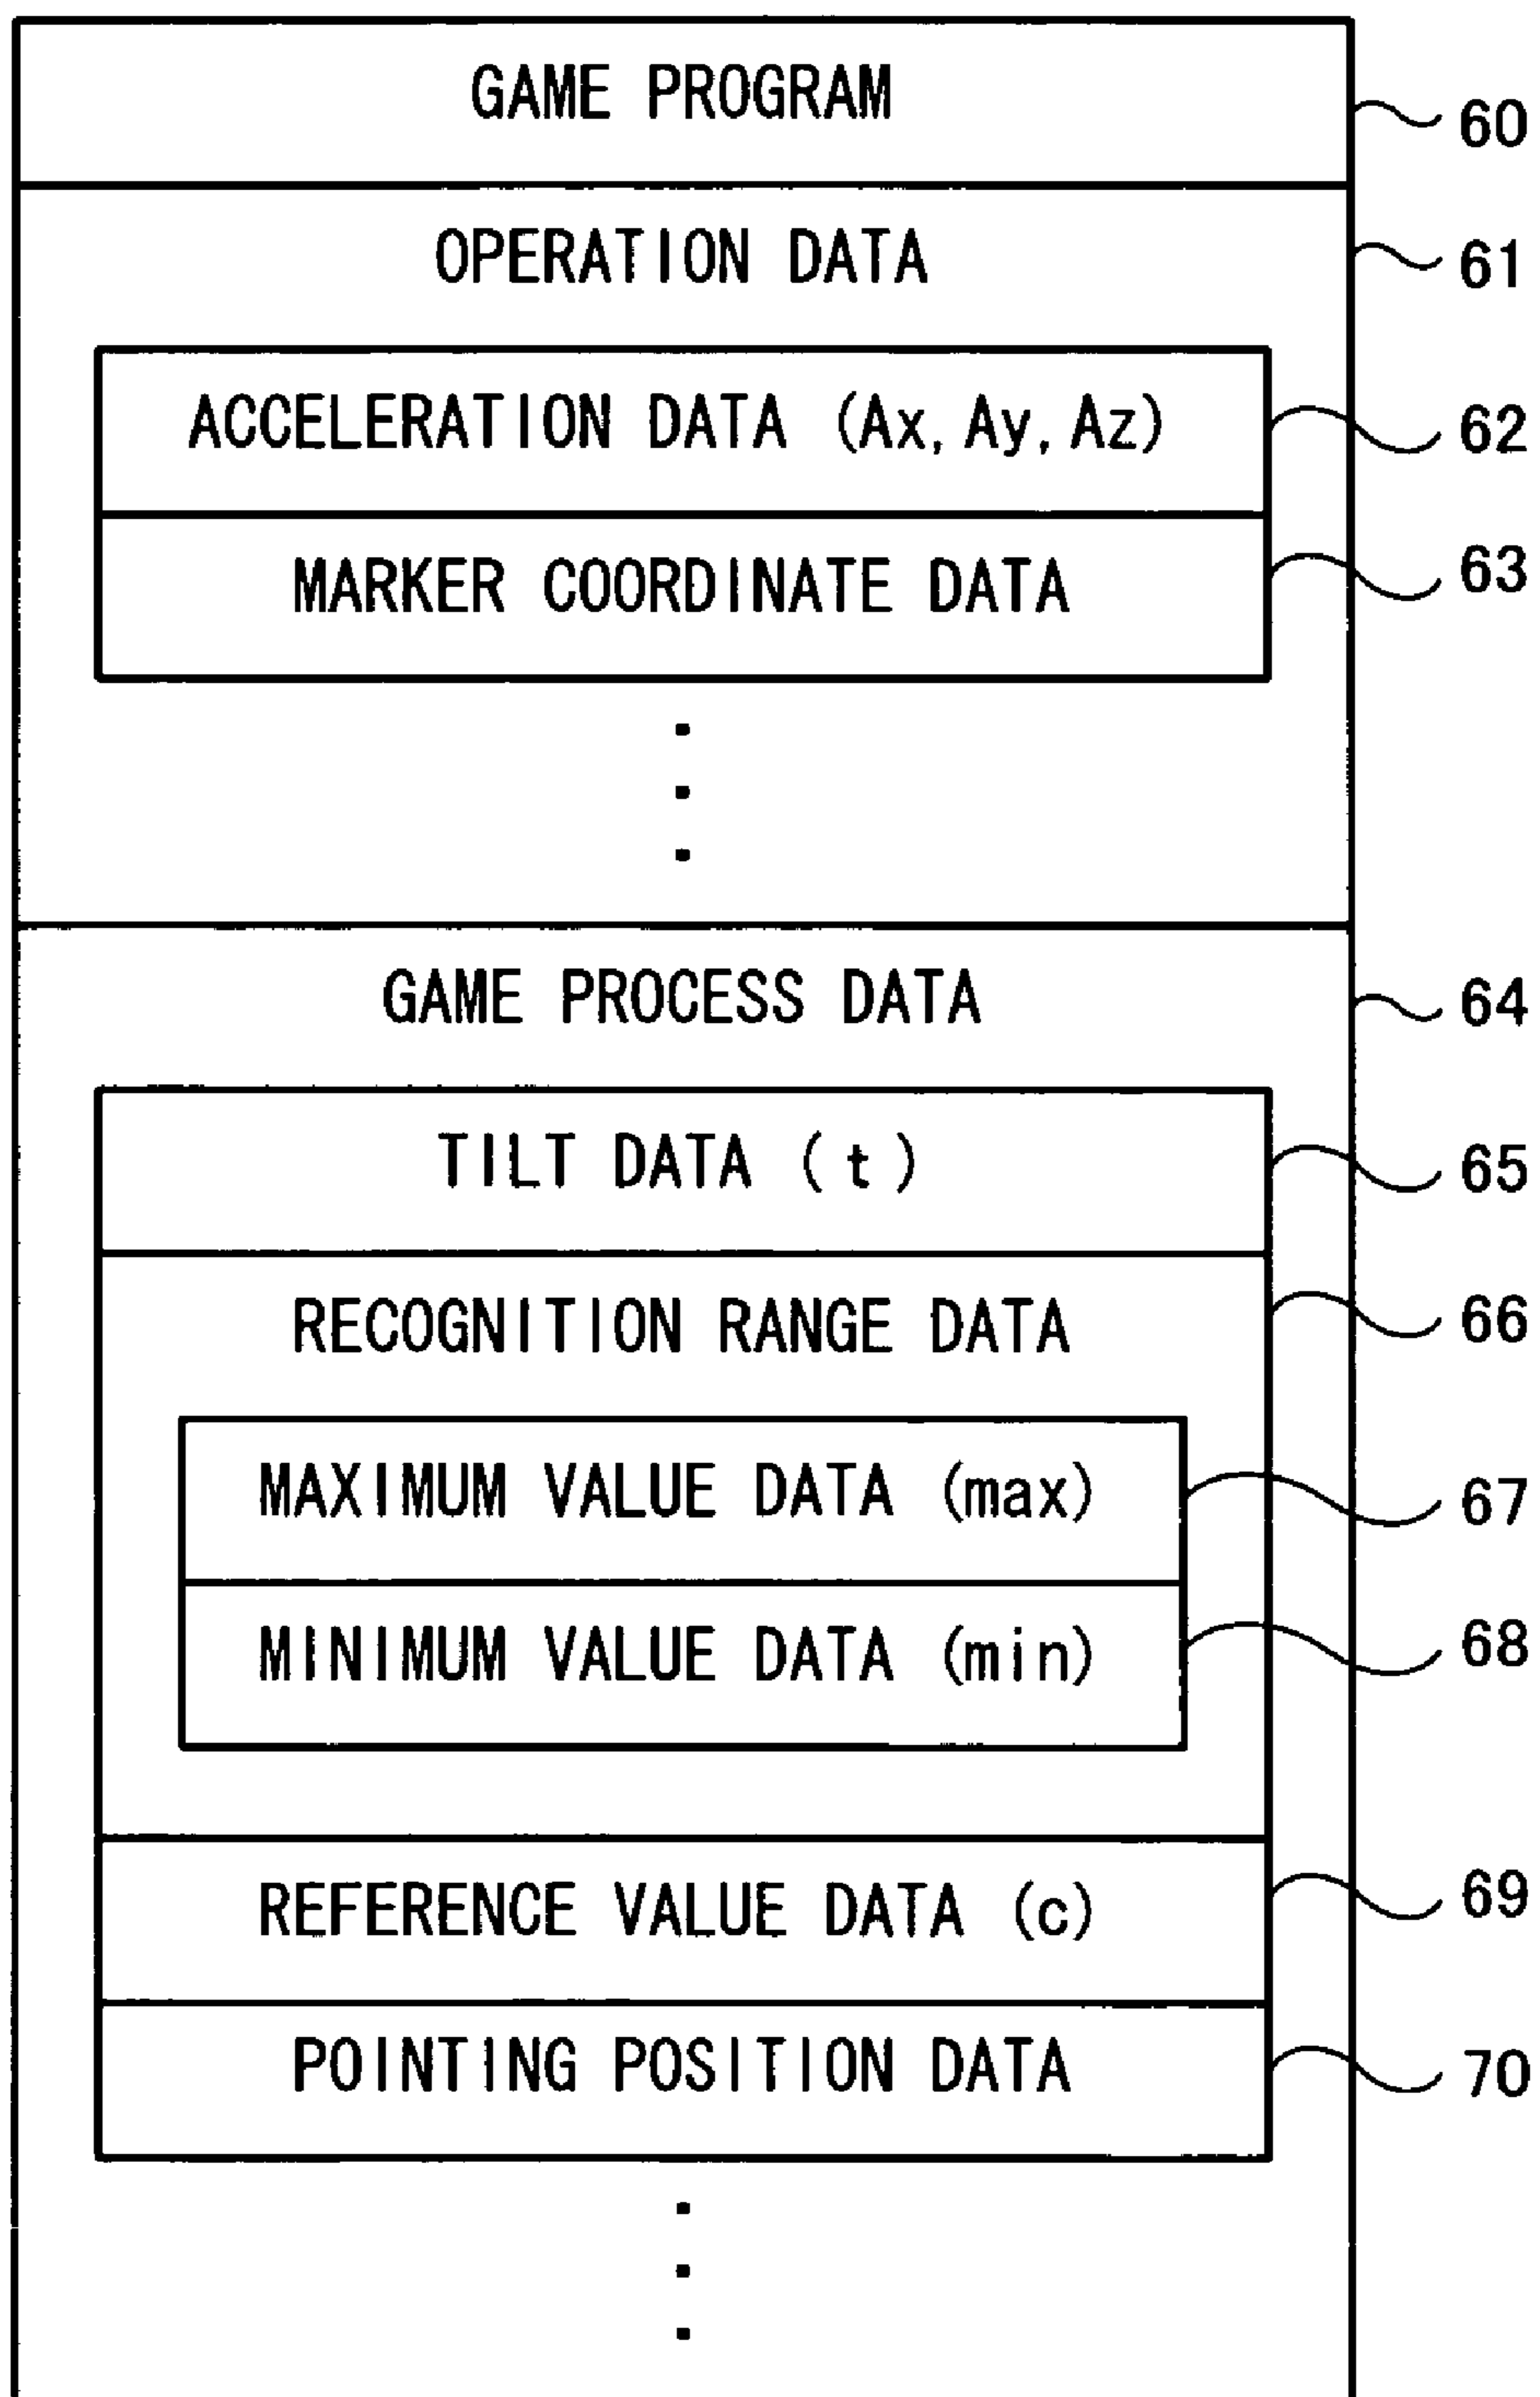 GAME PROGRAM 60
OPERATION DATA 61
ACCELERATION DATA (Ax, Ay, Az) 62
MARKER COORDINATE DATA 63
GAME PROCESS DATA 64
TILT DATA (t) 65
RECOGNITION RANGE DATA 66
MAXIMUM VALUE DATA (max) 67
MINIMUM VALUE DATA (min) 68
REFERENCE VALUE DATA (c) 69
POINTING POSITION DATA 70